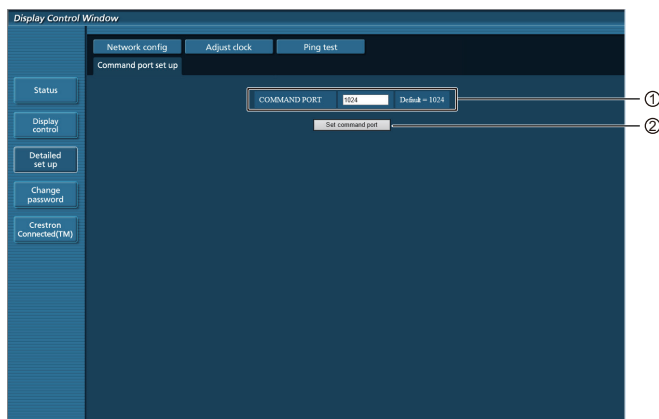 Display Control Window
Network config
Adjust clock
Ping test
Command port set up
Status
COMMAND PORT
1024
Default = 1024
①
Set command port
②
Display
control
Detailed
set up
Change
password
Crestron
Connected(TM)